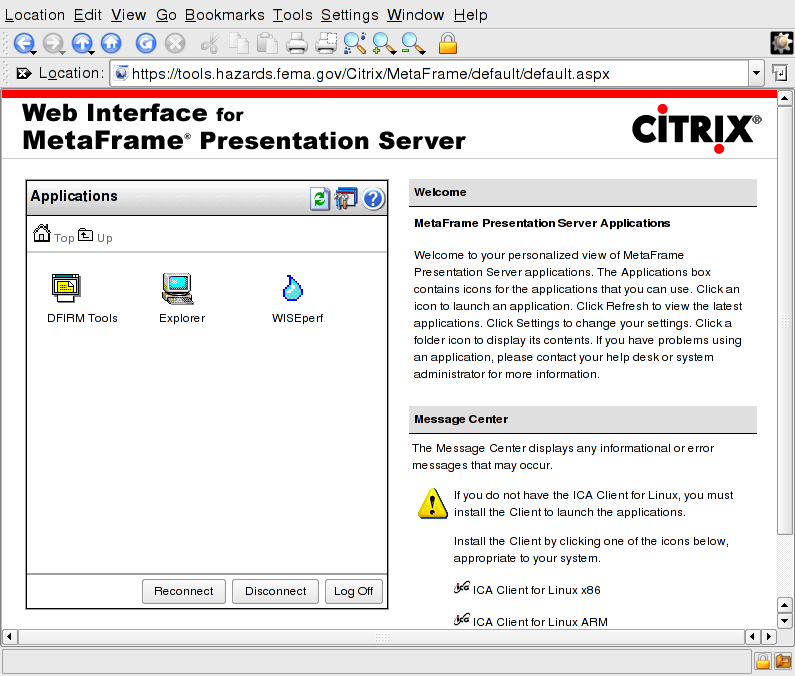 Location Edit View Go Bookmarks Tools Settings Window Help
Location: https://tools.hazards.fema.gov/Citrix/MetaFrame/default/default.aspx
Web Interface for
MetaFrame® Presentation Server
CITRIX®
Applications
Top Up
DFIRM Tools Explorer WISEperf
Reconnect Disconnect Log Off
Welcome
MetaFrame Presentation Server Applications
Welcome to your personalized view of MetaFrame
Presentation Server applications. The Applications box
contains icons for the applications that you can use. Click an
icon to launch an application. Click Refresh to view the latest
applications. Click Settings to change your settings. Click a
folder icon to display its contents. If you have problems using
an application, please contact your help desk or system
administrator for more information.
Message Center
The Message Center displays any informational or error
messages that may occur.
If you do not have the ICA Client for Linux, you must
install the Client to launch the applications.
Install the Client by clicking one of the icons below,
appropriate to your system.
ICA Client for Linux x86
ICA Client for Linux ARM